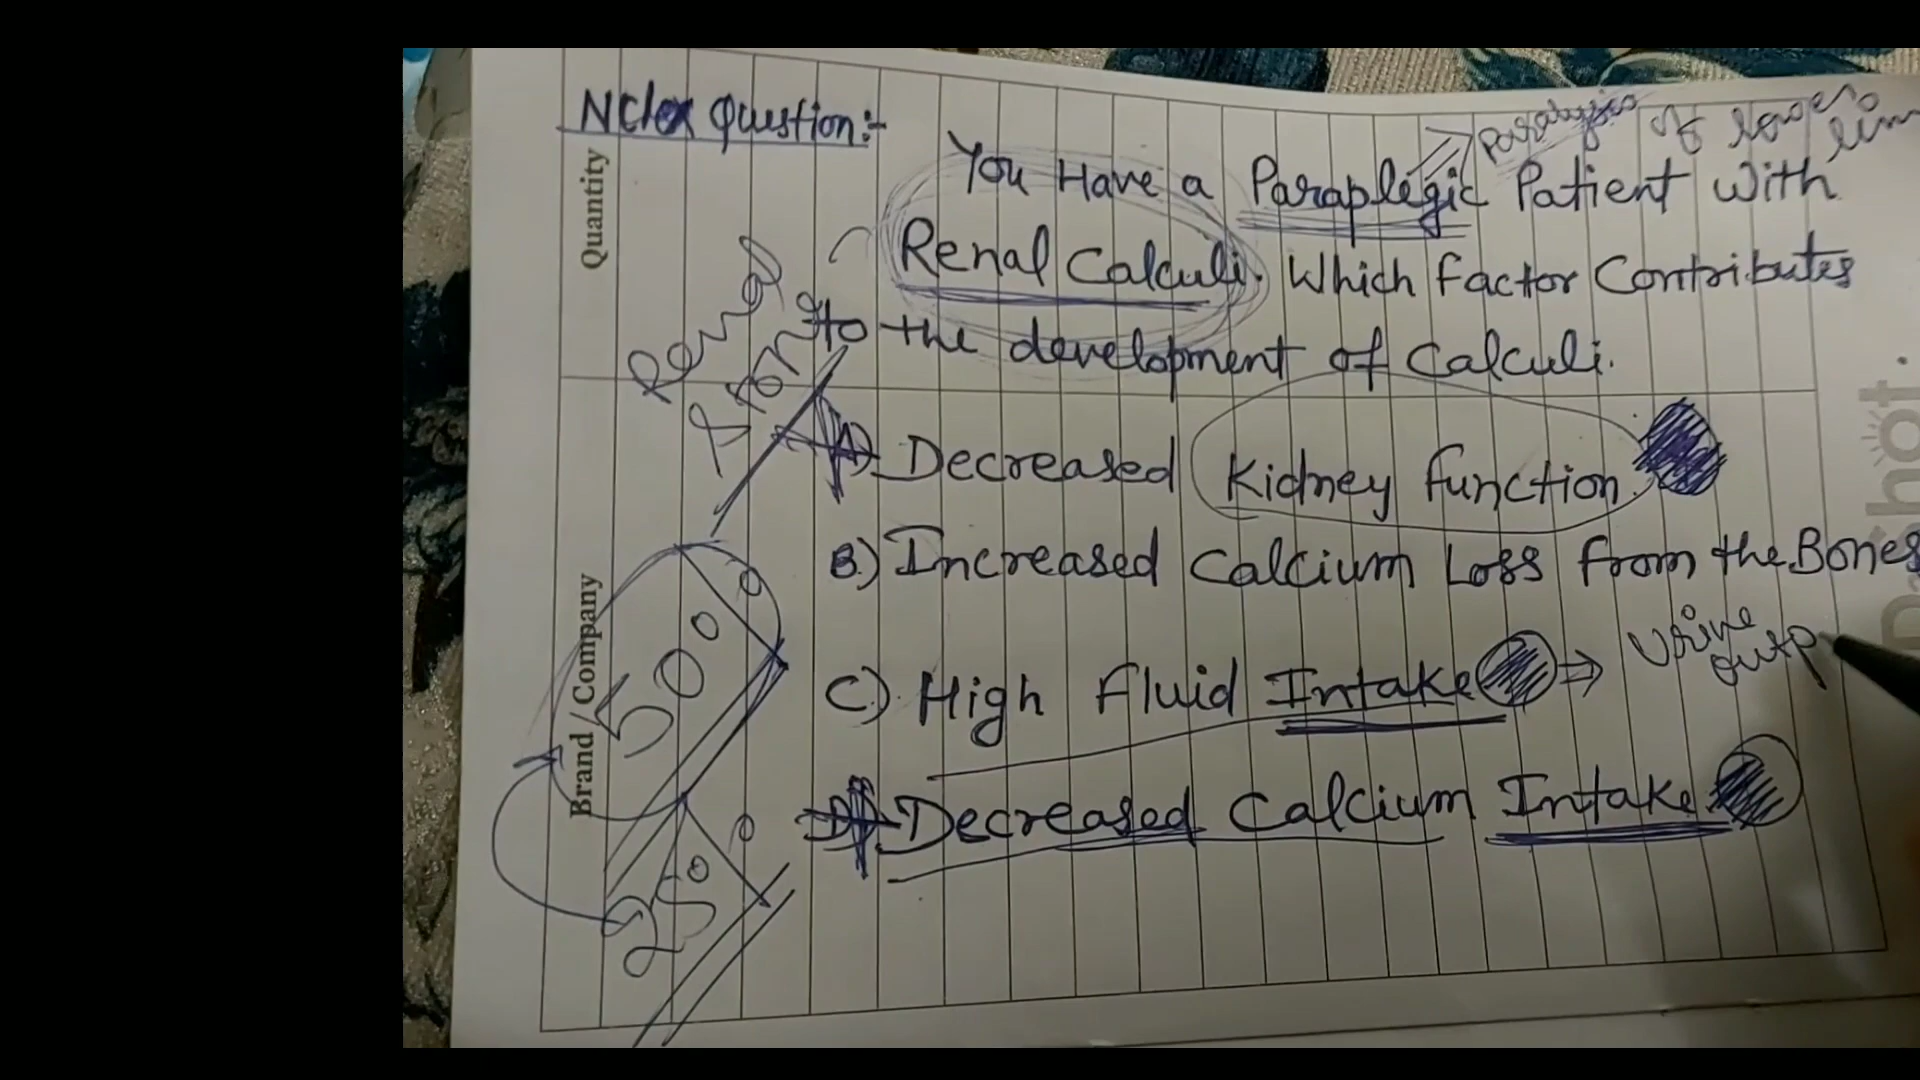 NClex Question:-
Paralysis of lower
lim
You Have a Paraplegic Patient With
Renal Calculi. Which Factor Contributes
to the development of Calculi.
Renal
Stone
A) Decreased Kidney function
B.) Increased Calcium Loss from the Bones
C) High Fluid Intake ⇒ Urine
outp
D) Decreased Calcium Intake
500
250
Quantity
Brand / Company